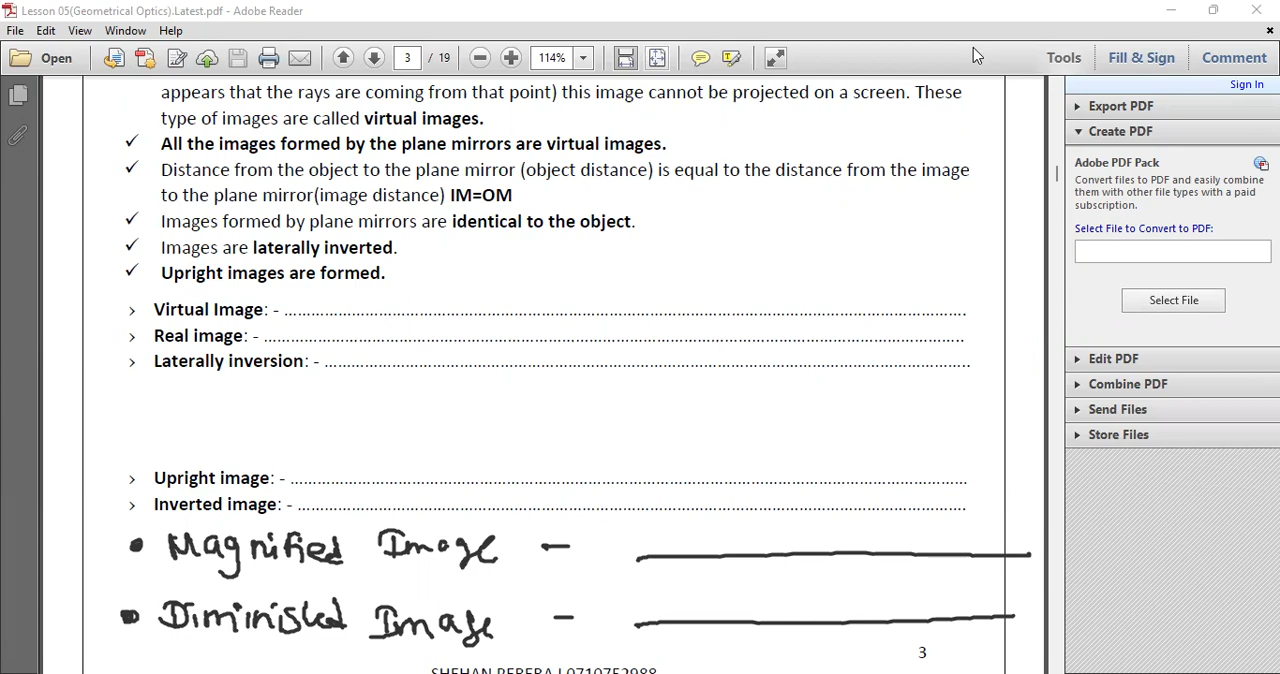 Lesson 05(Geometrical Optics).Latest.pdf - Adobe Reader
File Edit View Window Help
Open 3 / 19 114% Tools Fill & Sign Comment
Sign In
appears that the rays are coming from that point) this image cannot be projected on a screen. These
type of images are called virtual images.
✓ All the images formed by the plane mirrors are virtual images.
✓ Distance from the object to the plane mirror (object distance) is equal to the distance from the image
to the plane mirror(image distance) IM=OM
✓ Images formed by plane mirrors are identical to the object.
✓ Images are laterally inverted.
✓ Upright images are formed.
› Virtual Image: - ................................................................
› Real image: - ................................................................
› Laterally inversion: - ................................................................
› Upright image: - ................................................................
› Inverted image: - ................................................................
• Magnified Image —
• Diminished Image —
3
SHEHAN PERERA | 0710752988
Export PDF
Create PDF
Adobe PDF Pack
Convert files to PDF and easily combine
them with other file types with a paid
subscription.
Select File to Convert to PDF:
Select File
Edit PDF
Combine PDF
Send Files
Store Files